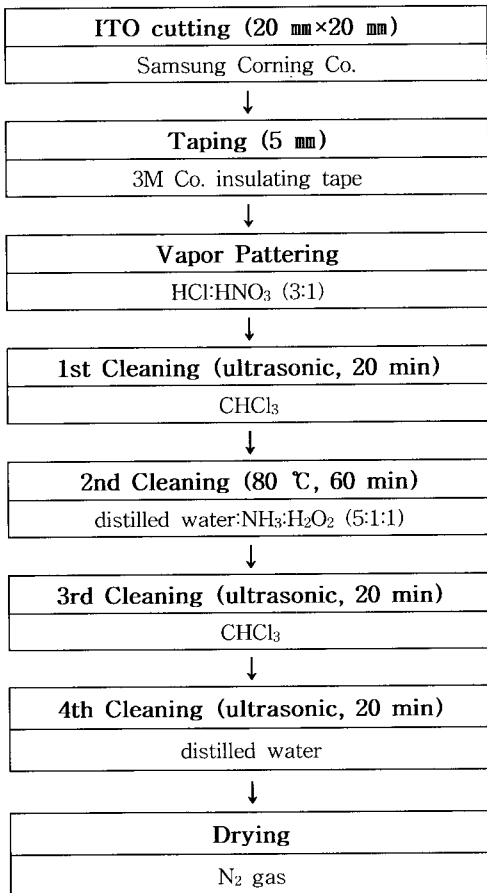 ITO cutting (20 ㎜×20 ㎜)
Samsung Corning Co.
↓
Taping (5 ㎜)
3M Co. insulating tape
↓
Vapor Pattering
HCl:HNO₃ (3:1)
↓
1st Cleaning (ultrasonic, 20 min)
CHCl₃
↓
2nd Cleaning (80 ℃, 60 min)
distilled water:NH₃:H₂O₂ (5:1:1)
↓
3rd Cleaning (ultrasonic, 20 min)
CHCl₃
↓
4th Cleaning (ultrasonic, 20 min)
distilled water
↓
Drying
N₂ gas